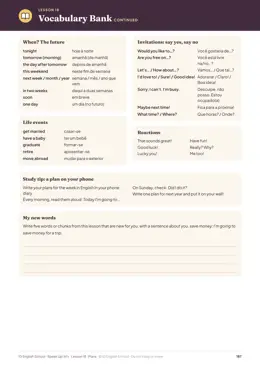 LESSON 18
Vocabulary Bank CONTINUED
When? The future
tonight hoje à noite
tomorrow (morning) amanhã (de manhã)
the day after tomorrow depois de amanhã
this weekend neste fim de semana
next week / month / year semana / mês / ano que vem
in two weeks daqui a duas semanas
soon em breve
one day um dia (no futuro)
Invitations: say yes, say no
Would you like to...? Você gostaria de...?
Are you free on...? Você está livre
Let's... / How about...? Vamos... / Que tal...?
I'd love to! / Sure! / Good idea! Adoraria! / Claro! / Boa ideia!
Sorry, I can't. I'm busy. Desculpe, não posso. Estou ocupado(a).
Maybe next time! Fica para a próxima!
What time? / Where? Que horas? / Onde?
Life events
get married casar-se
have a baby ter um bebê
graduate formar-se
retire aposentar-se
move abroad mudar para o exterior
Reactions
That sounds great! Have fun!
Good luck! Really? Why?
Lucky you! Me too!
Study tip: a plan on your phone
Write your plans for the week in English in your phone diary.
Every morning, read them aloud: Today I'm going to...
On Sunday, check: Did I do it?
Write one plan for next year and put it on your wall!
My new words
Write five words or chunks from this lesson that are new for you, with a sentence about you. save money: I'm going to
save money for a trip.
187